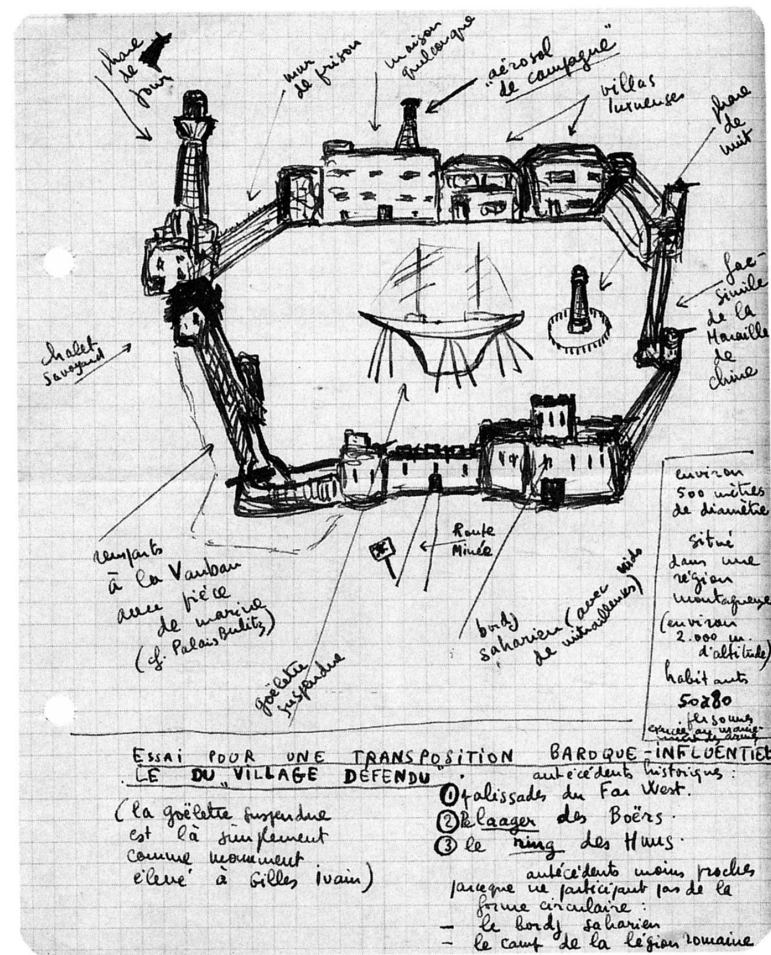 phare
de
jour
mur
de prison
maison
quelconque
"aérosol
de campagne"
villas
luxueuses
phare
de
nuit
fac-
simile
de la
Muraille
de
chine
chalet
savoyard
remparts
à la Vauban
avec pièce
de marine
(cf. Palais
goëlette
suspendue
Route
Minée
bordj
saharien (avec nids
de mitrailleuses)
environ
500 mètres
de diamètre
situé
dans une
région
montagneuse
(environ
2.000 m.
d'altitude)
habitants
50 à 80
personnes
ESSAI POUR UNE TRANSPOSITION BAROQUE-INFLUENTIEL
LE DU "VILLAGE DÉFENDU".
(la goëlette suspendue
est là simplement
comme monument
élevé à Gilles Ivain)
antécédents historiques :
① palissades du Far West.
② le laager des Boërs.
③ le ring des Huns.
antécédents moins proches
parceque ne participant pas de la
forme circulaire :
- le bordj saharien
- le camp de la légion romaine